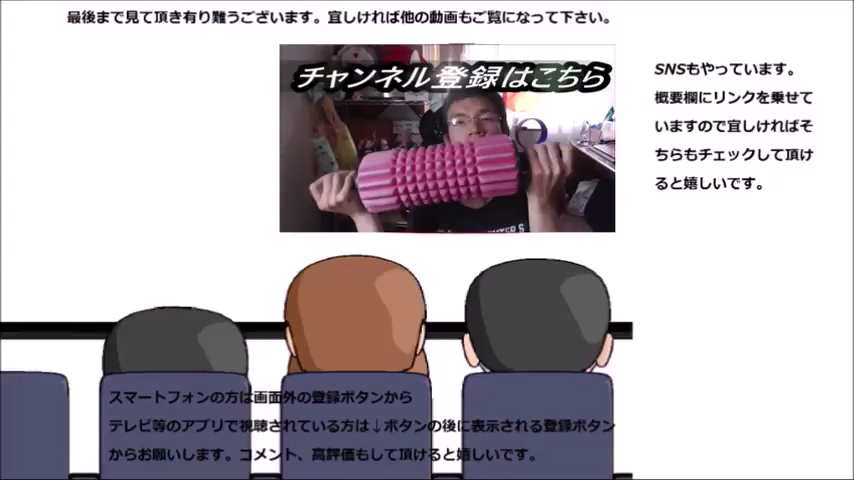 最後まで見て頂き有り難うございます。宜しければ他の動画もご覧になって下さい。
チャンネル登録はこちら
SNSもやっています。
概要欄にリンクを乗せて
いますので宜しければそ
ちらもチェックして頂け
ると嬉しいです。
スマートフォンの方は画面外の登録ボタンから
テレビ等のアプリで視聴されている方は↓ボタンの後に表示される登録ボタン
からお願いします。コメント、高評価もして頂けると嬉しいです。